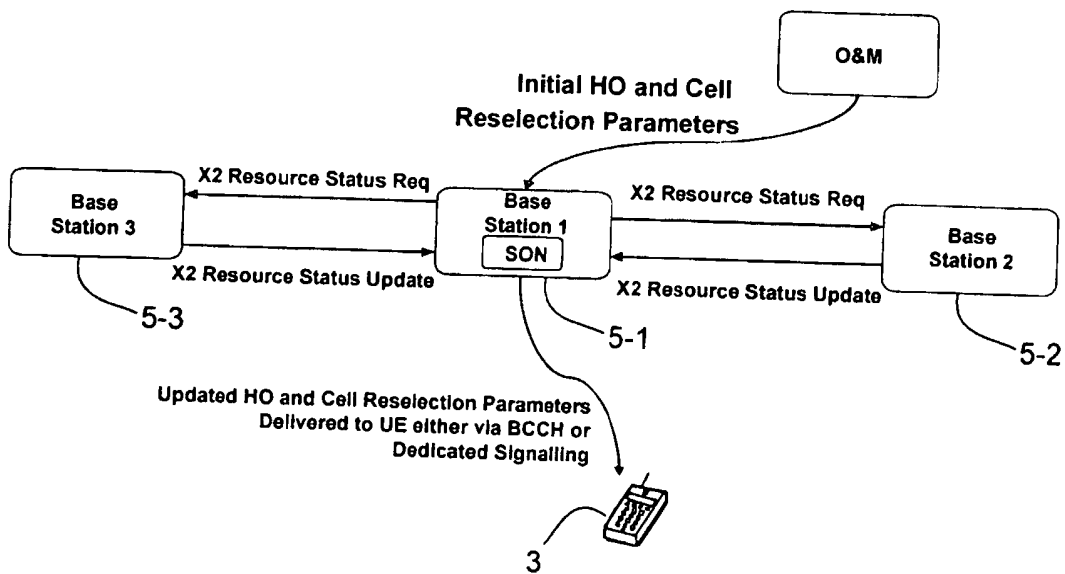 O&M
Initial HO and Cell
Reselection Parameters
X2 Resource Status Req
X2 Resource Status Req
Base
Station 3
Base
Station 1
SON
Base
Station 2
X2 Resource Status Update
X2 Resource Status Update
5-3
5-1
5-2
Updated HO and Cell Reselection Parameters
Delivered to UE either via BCCH or
Dedicated Signalling
3